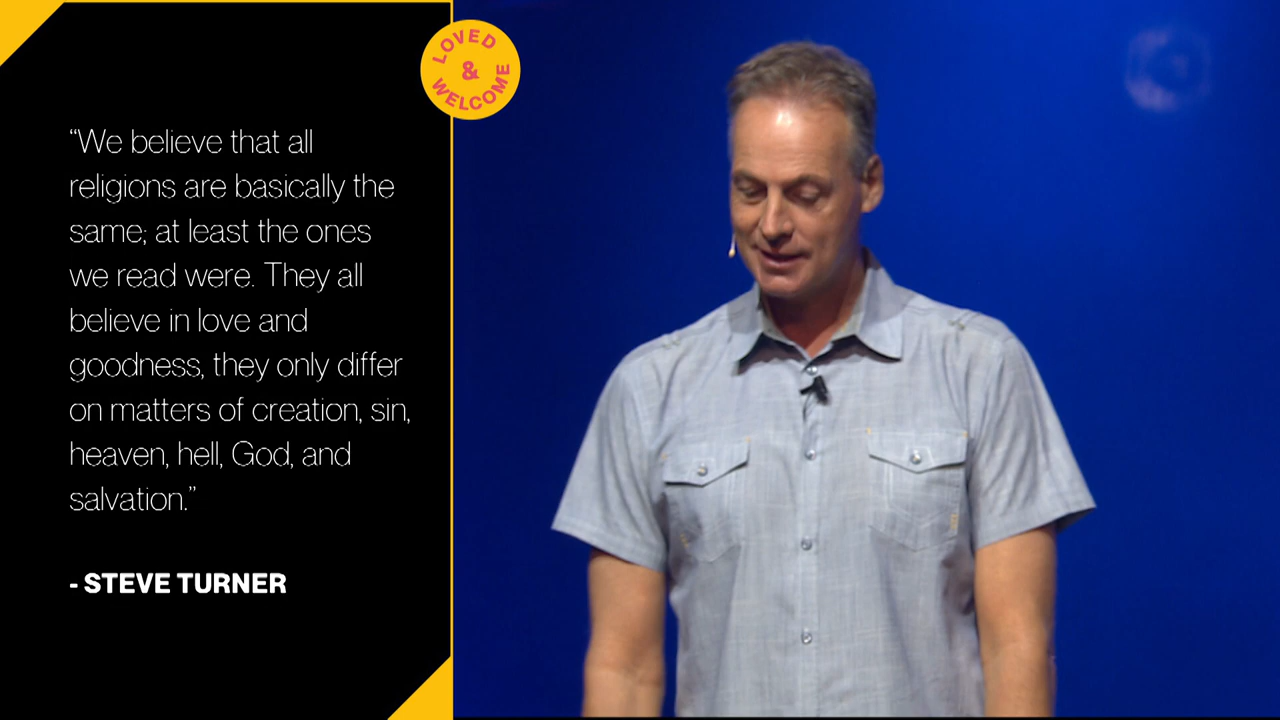 LOVED
&
WELCOME
“We believe that all
religions are basically the
same; at least the ones
we read were. They all
believe in love and
goodness, they only differ
on matters of creation, sin,
heaven, hell, God, and
salvation.”
- STEVE TURNER